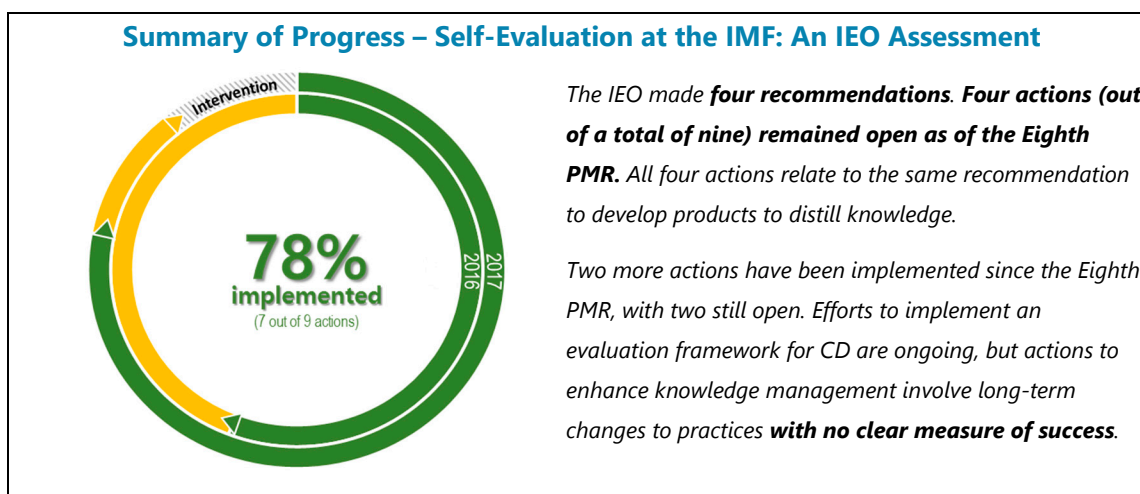 Summary of Progress – Self-Evaluation at the IMF: An IEO Assessment
Intervention
78%
implemented
(7 out of 9 actions)
2016
2017
The IEO made four recommendations. Four actions (out
of a total of nine) remained open as of the Eighth
PMR. All four actions relate to the same recommendation
to develop products to distill knowledge.
Two more actions have been implemented since the Eighth
PMR, with two still open. Efforts to implement an
evaluation framework for CD are ongoing, but actions to
enhance knowledge management involve long-term
changes to practices with no clear measure of success.